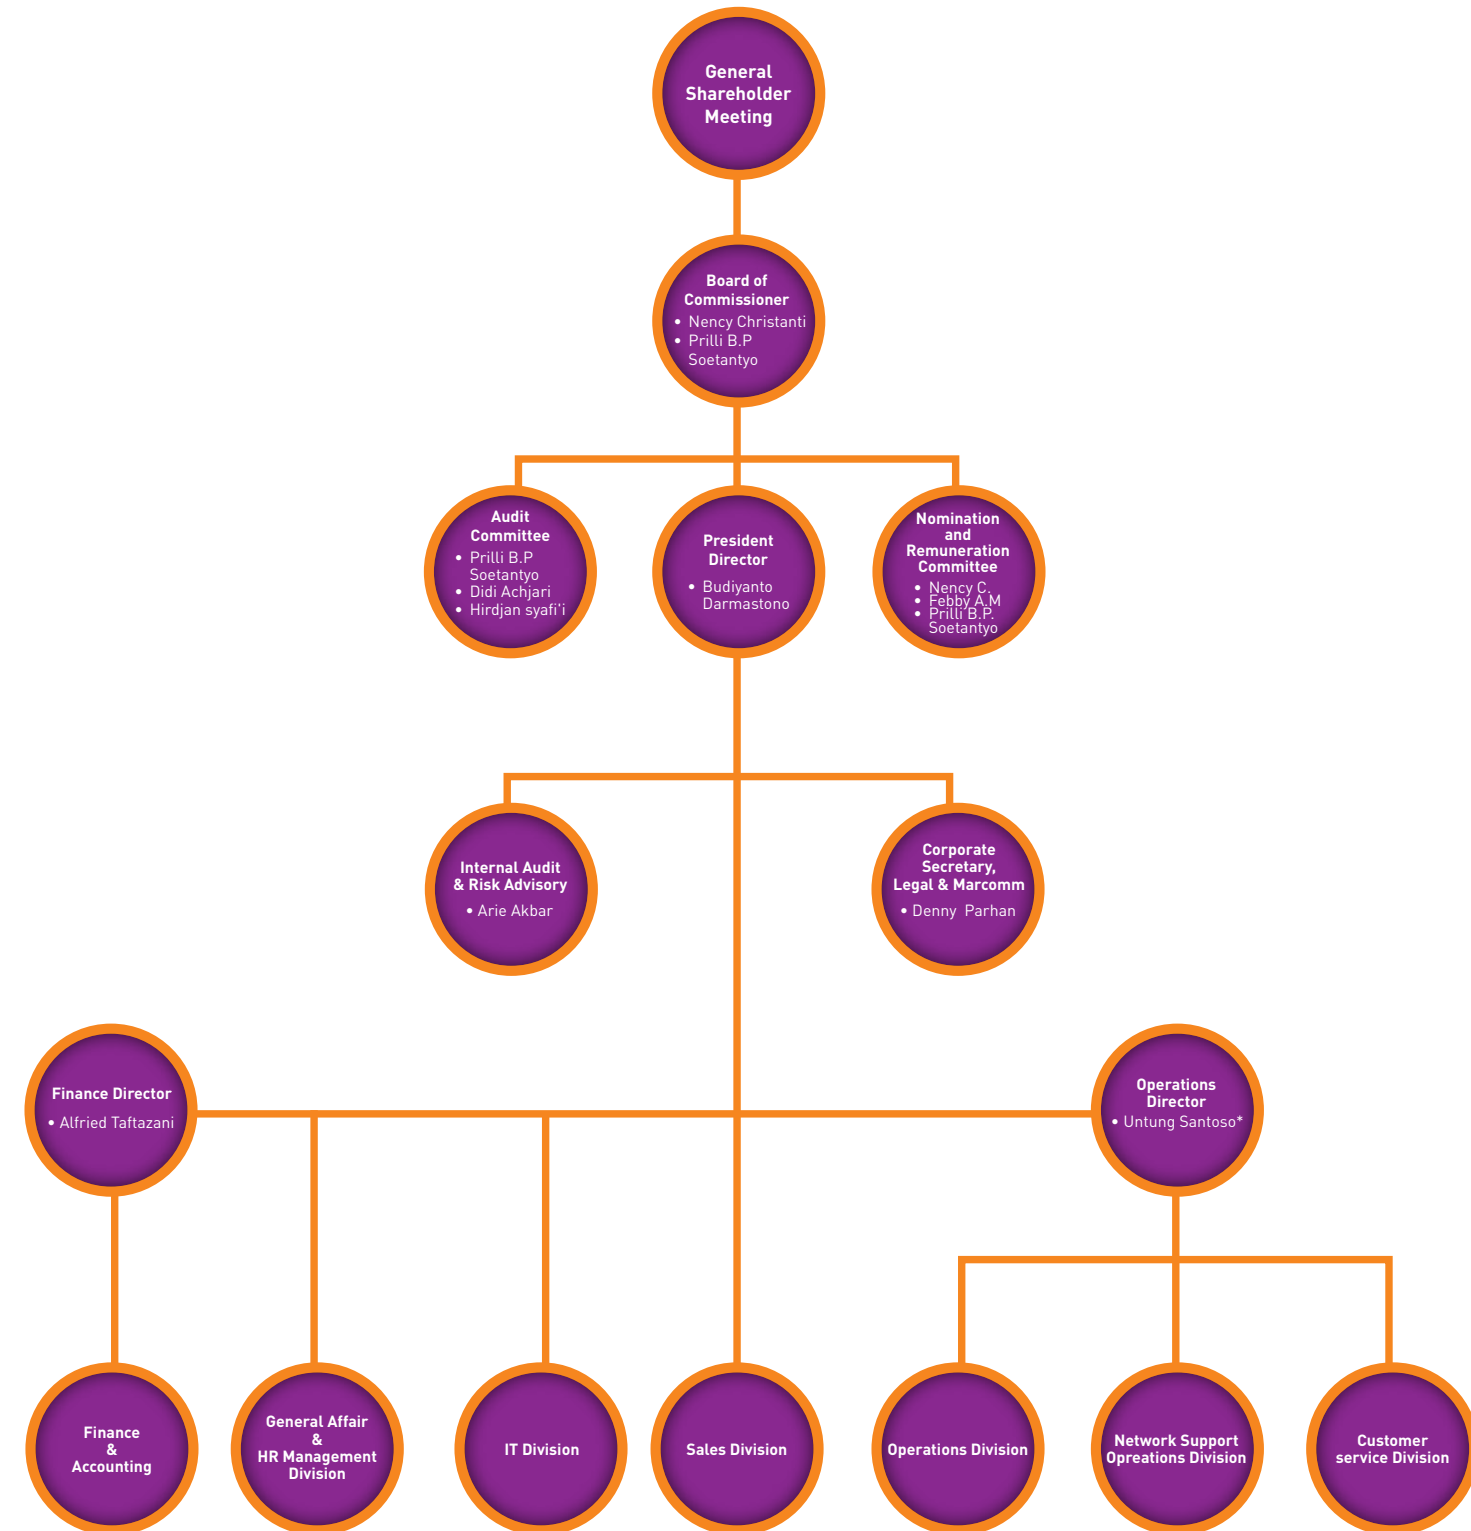 General
Shareholder
Meeting
Board of
Commissioner
• Nency Christanti
• Prilli B.P
Soetantyo
Audit
Committee
• Prilli B.P
Soetantyo
• Didi Achjari
• Hirdjan syafi'i
President
Director
• Budiyanto
Darmastono
Nomination
and
Remuneration
Committee
• Nency C.
• Febby A.M
• Prilli B.P.
Soetantyo
Internal Audit
& Risk Advisory
• Arie Akbar
Corporate
Secretary,
Legal & Marcomm
• Denny Parhan
Finance Director
• Alfried Taftazani
Operations
Director
• Untung Santoso*
Finance
&
Accounting
General Affair
&
HR Management
Division
IT Division
Sales Division
Operations Division
Network Support
Opreations Division
Customer
service Division